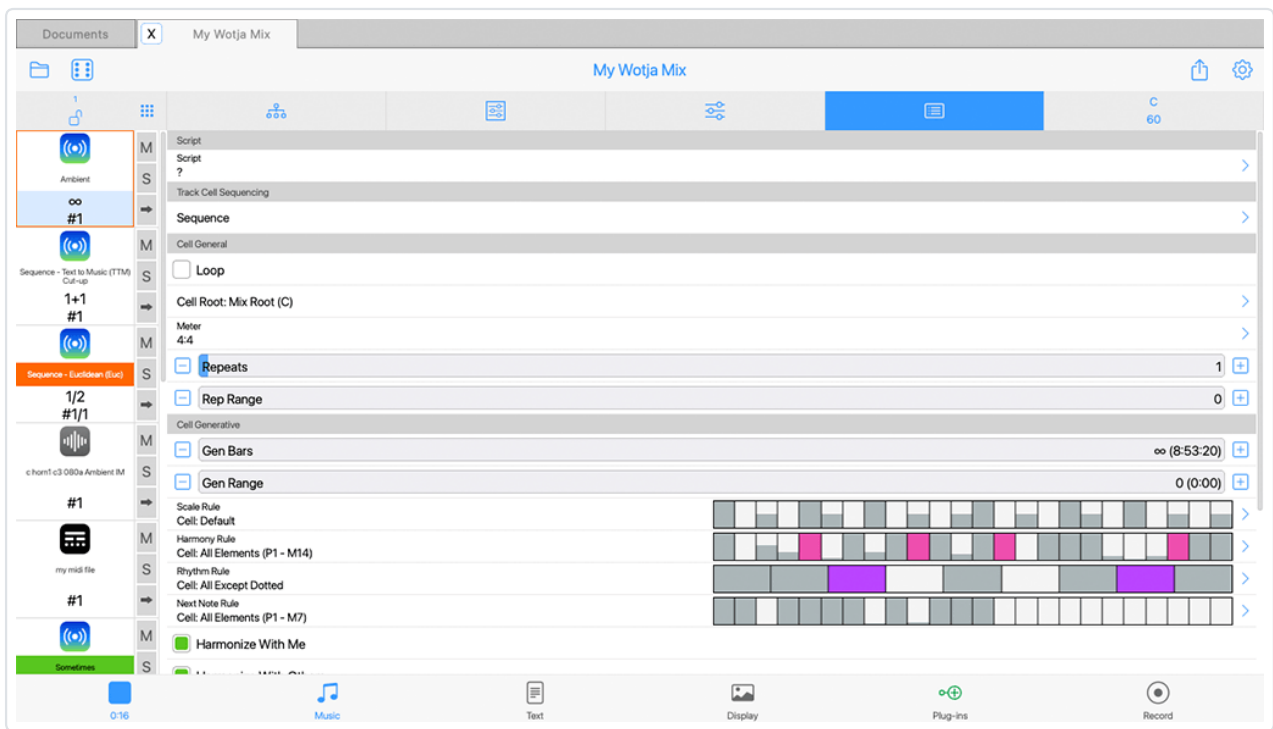 Documents
X
My Wotja Mix
My Wotja Mix
1
C
60
Ambient
∞
#1
M
S
Sequence - Text to Music (TTM)
Cut-up
1+1
#1
M
S
Sequence - Euclidean (Euc)
1/2
#1/1
M
S
c horn1 c3 080a Ambient IM
#1
M
S
my midi file
#1
M
S
Sometimes
M
S
Script
Script
?
Track Cell Sequencing
Sequence
Cell General
Loop
Cell Root: Mix Root (C)
Meter
4:4
Repeats 1
Rep Range 0
Cell Generative
Gen Bars ∞ (8:53:20)
Gen Range 0 (0:00)
Scale Rule
Cell: Default
Harmony Rule
Cell: All Elements (P1 - M14)
Rhythm Rule
Cell: All Except Dotted
Next Note Rule
Cell: All Elements (P1 - M7)
Harmonize With Me
0:16
Music
Text
Display
Plug-ins
Record